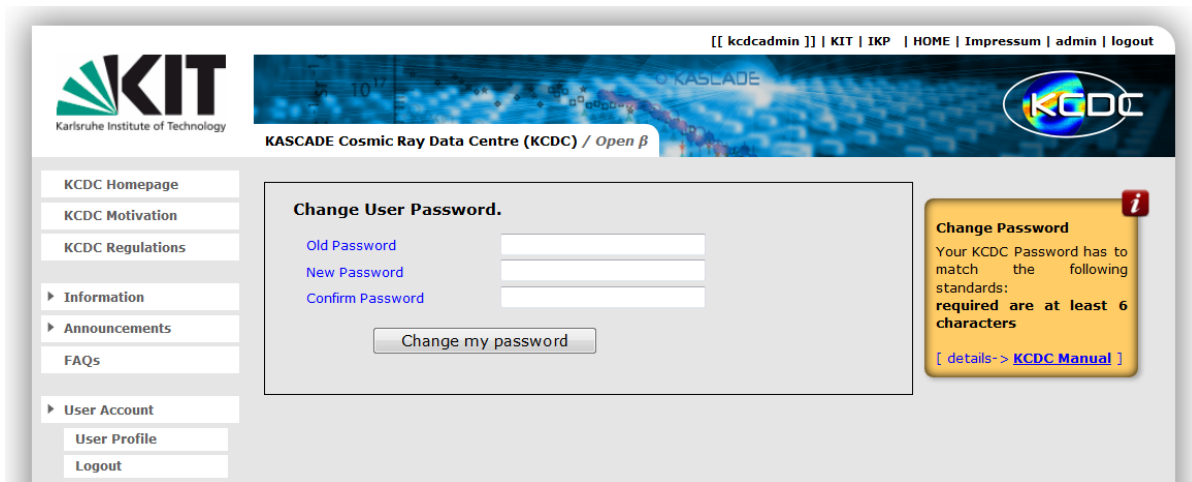 [[ kcdcadmin ]] | KIT | IKP | HOME | Impressum | admin | logout
KIT
Karlsruhe Institute of Technology
10¹⁷
KASCADE
KCDC
KASCADE Cosmic Ray Data Centre (KCDC) / Open β
KCDC Homepage
KCDC Motivation
KCDC Regulations
Information
Announcements
FAQs
User Account
User Profile
Logout
Change User Password.
Old Password
New Password
Confirm Password
Change my password
i
Change Password
Your KCDC Password has to
match the following
standards:
required are at least 6
characters
[ details-> KCDC Manual ]